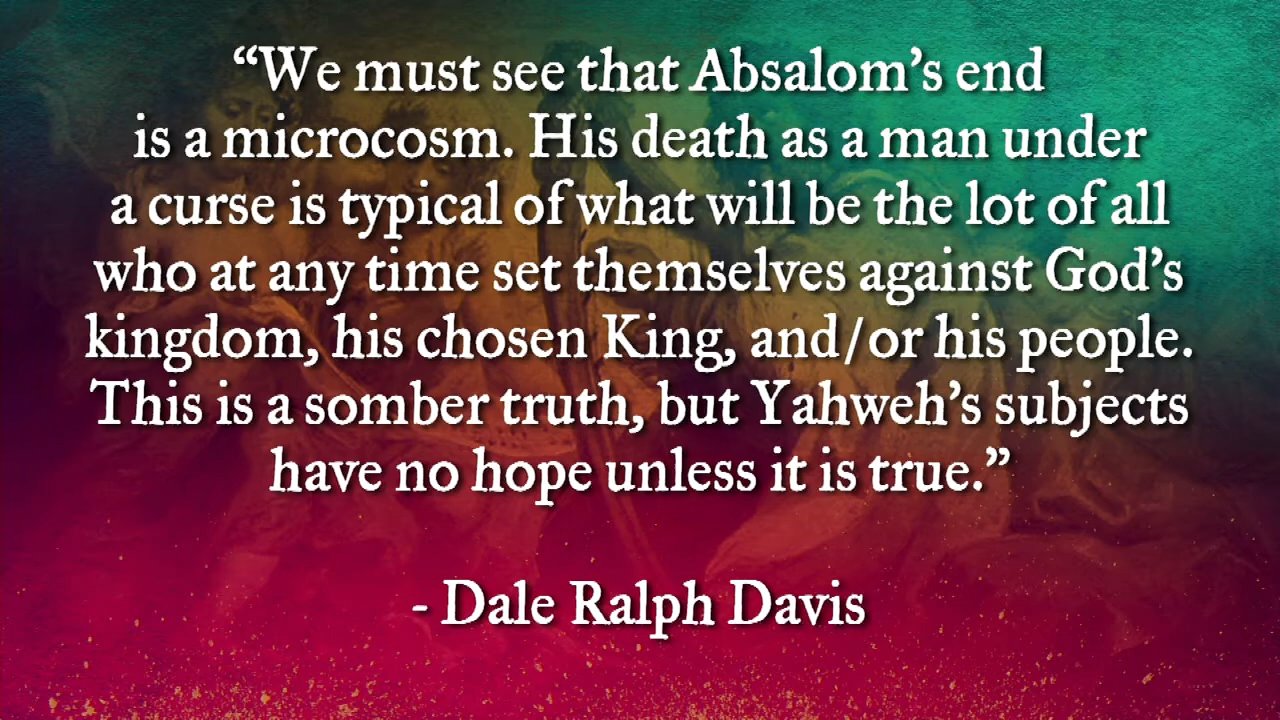 “We must see that Absalom’s end
is a microcosm. His death as a man under
a curse is typical of what will be the lot of all
who at any time set themselves against God’s
kingdom, his chosen King, and/or his people.
This is a somber truth, but Yahweh’s subjects
have no hope unless it is true.”
- Dale Ralph Davis